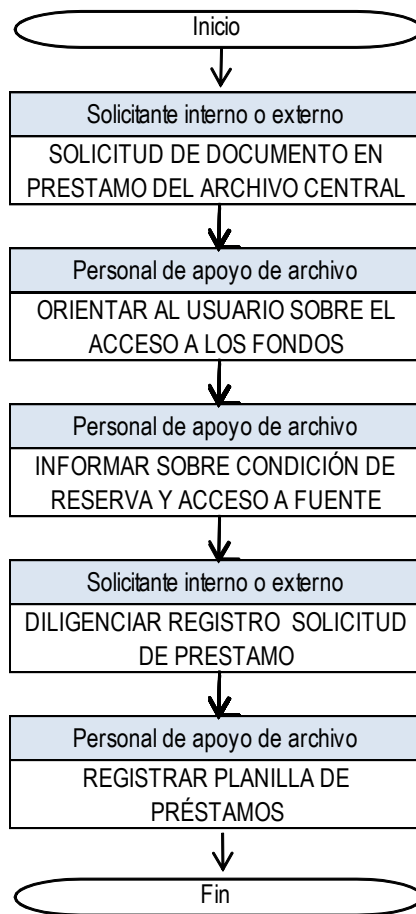 Inicio
Solicitante interno o externo
SOLICITUD DE DOCUMENTO EN
PRESTAMO DEL ARCHIVO CENTRAL
Personal de apoyo de archivo
ORIENTAR AL USUARIO SOBRE EL
ACCESO A LOS FONDOS
Personal de apoyo de archivo
INFORMAR SOBRE CONDICIÓN DE
RESERVA Y ACCESO A FUENTE
Solicitante interno o externo
DILIGENCIAR REGISTRO SOLICITUD
DE PRESTAMO
Personal de apoyo de archivo
REGISTRAR PLANILLA DE
PRÉSTAMOS
Fin